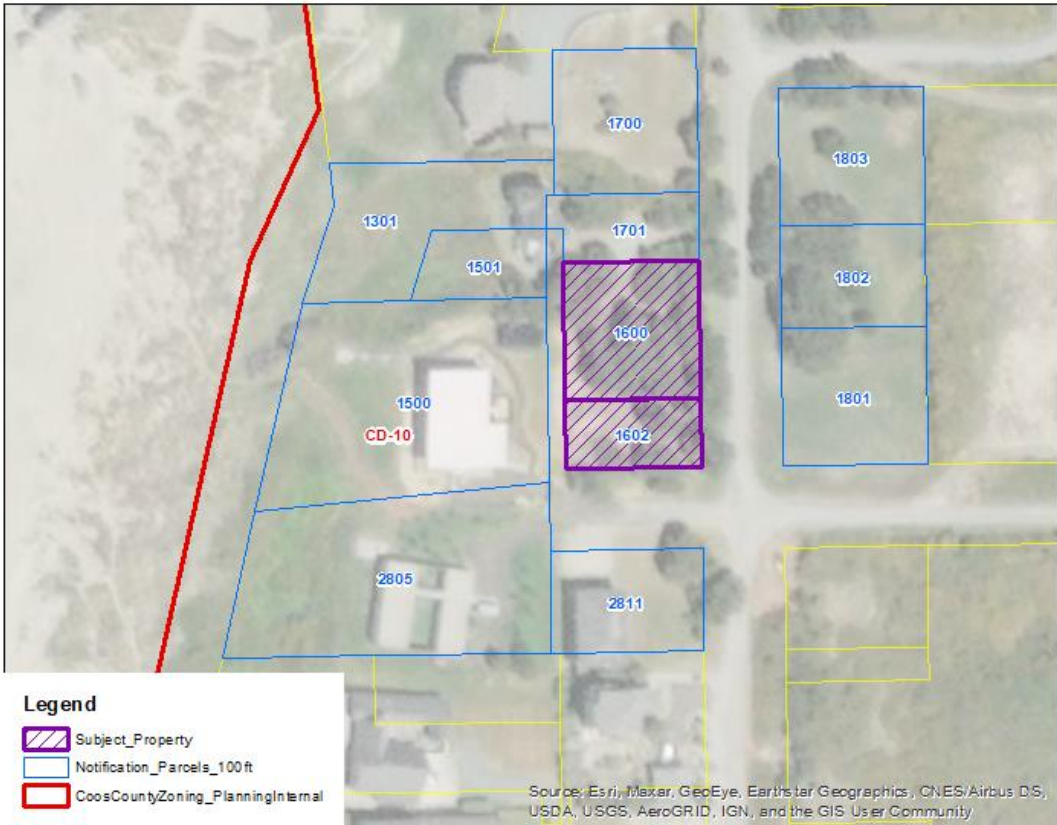 1700
1803
1301
1701
1501
1802
1600
1801
1500
CD-10
1602
2805
2811
Legend
Subject_Property
Notification_Parcels_100ft
CoosCountyZoning_PlanningInternal
Source: Esri, Maxar, GeoEye, Earthstar Geographics, CNES/Airbus DS,
USDA, USGS, AeroGRID, IGN, and the GIS User Community